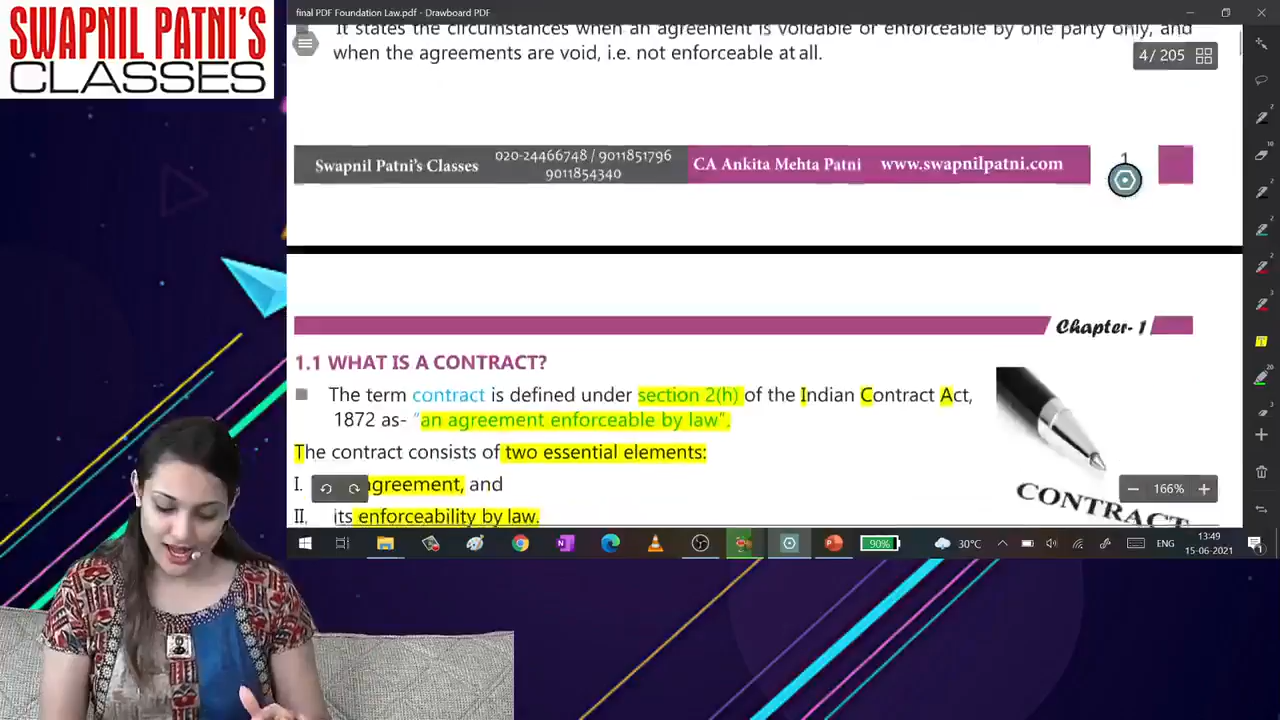 SWAPNIL PATNI'S
CLASSES
final PDF Foundation Law.pdf - Drawboard PDF
It states the circumstances when an agreement is voidable or enforceable by one party only, and
when the agreements are void, i.e. not enforceable at all.
4 / 205
Swapnil Patni's Classes
020-24466748 / 9011851796
9011854340
CA Ankita Mehta Patni
www.swapnilpatni.com
1
Chapter- 1
1.1 WHAT IS A CONTRACT?
The term contract is defined under section 2(h) of the Indian Contract Act,
1872 as- "an agreement enforceable by law".
The contract consists of two essential elements:
I. agreement, and
II. its enforceability by law.
CONTRACT
166%
90%
30°C
ENG
13:49
15-06-2021